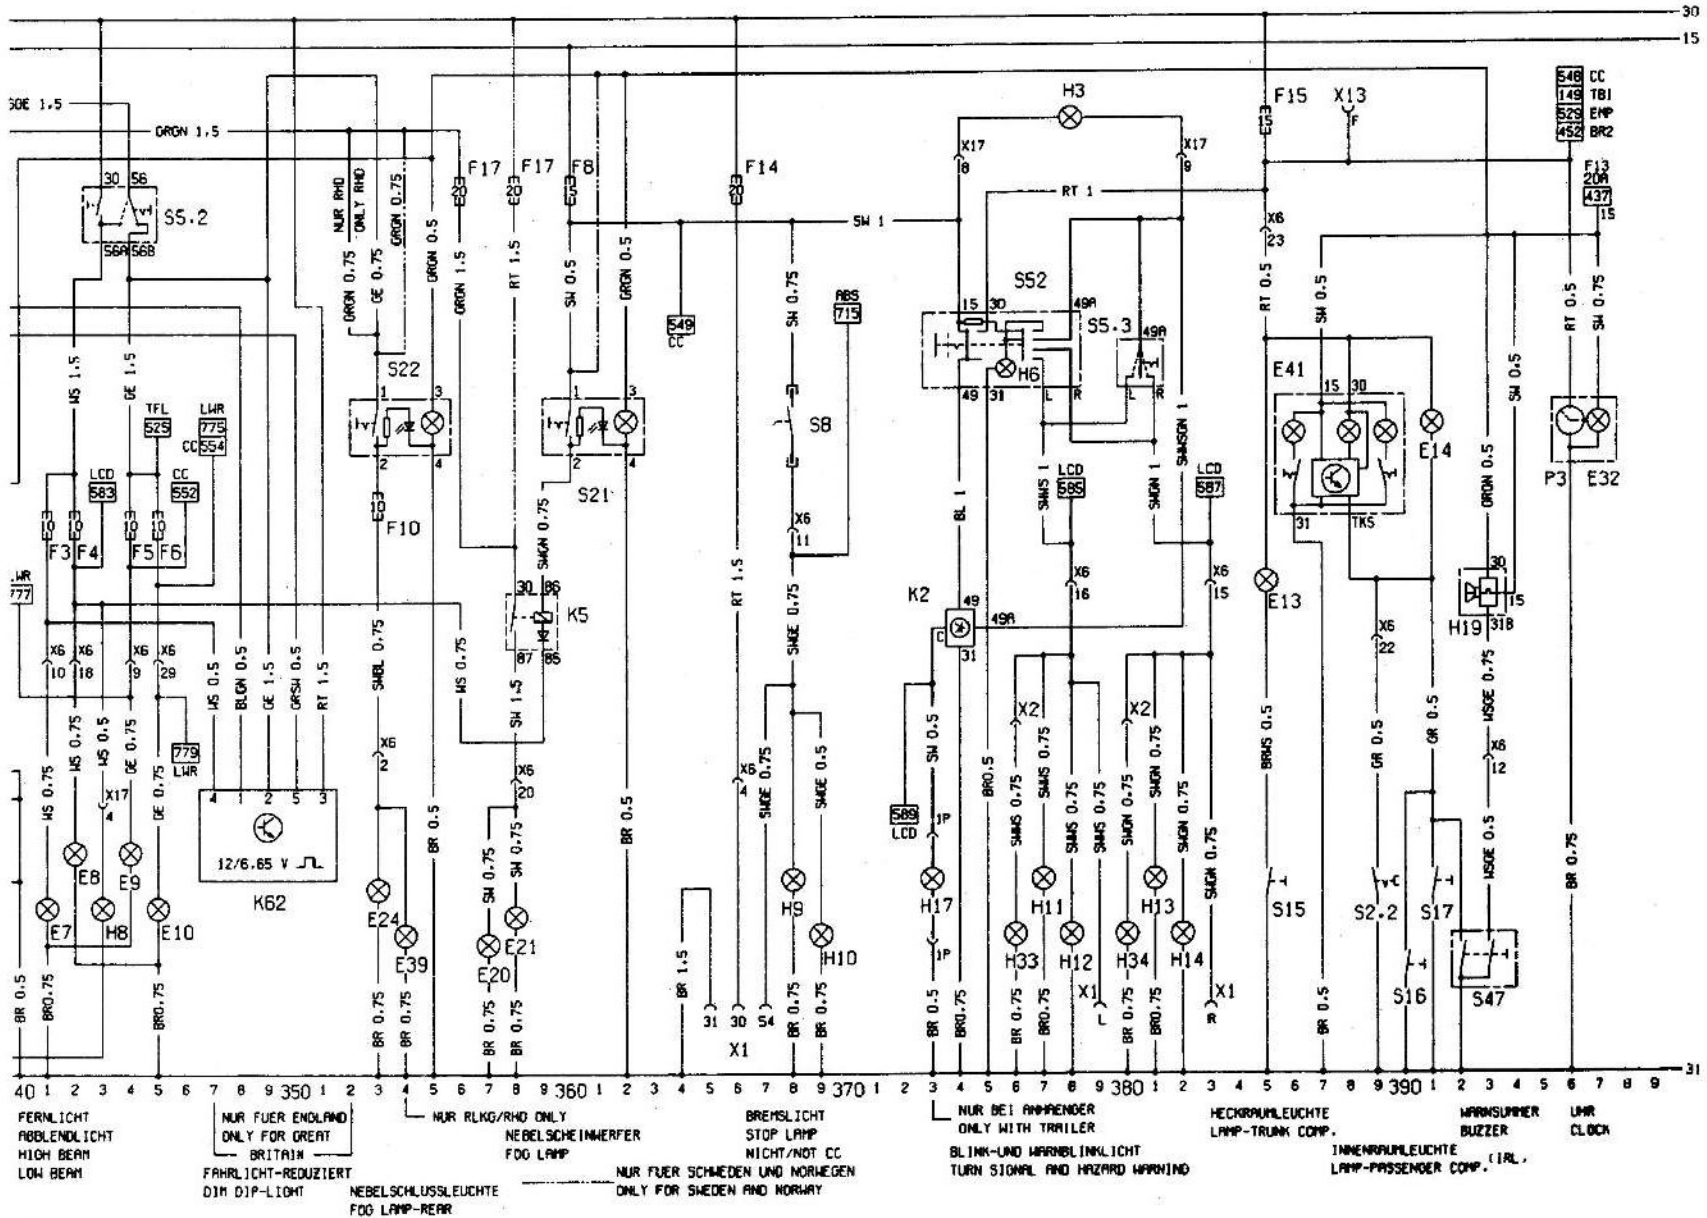 30
15
SGE 1.5
GRGN 1.5
H3
F15
15
X13
F
548 CC
149 TBI
529 EMP
452 BR2
F13
20A
437
15
30 56
S5.2
56A 56B
NUR RHD
ONLY RHD
GRGN 0.75
GE 0.75
GRGN 0.75
GRGN 0.5
F17
20
F17
20
F8
5
F14
20
X17
8
X17
9
RT 1
SW 1
X6
23
GRGN 1.5
RT 1.5
SW 0.5
GRGN 0.5
549
CC
SW 0.75
ABS
715
S52
15 30 49A
H6
49 31 L R
S5.3
49A
L R
RT 0.5
SW 0.5
SW 0.5
RT 0.5
SW 0.75
WS 1.5
GE 1.5
S22
1 3
2 4
S21
1 3
2 4
S8
E41
15 30
31 TKS
E14
P3 E32
TFL
525
LWR
775
CC 554
LCD
583
CC
552
10 10 10 10
F3 F4 F5 F6
10
F10
SWGN 0.75
X6
11
BL 1
SWWS 1
LCD
585
SWGN 1
SWWSGN 1
LCD
587
GRGN 0.5
LWR
777
30 86
K5
87 85
RT 1.5
SWGE 0.75
K2
49
49A
C
31
X6
16
X6
15
E13
X6
22
30
H19
15
31B
X6
10
X6
18
X6
9
X6
29
WS 0.5
BLGN 0.5
GE 1.5
GRSW 0.5
RT 1.5
SWBL 0.75
WS 0.75
SW 1.5
WS 0.75
WS 0.75
WS 0.5
GE 0.75
GE 0.75
779
LWR
X17
4
4 1 2 5 3
12/6.65 V
K62
X6
2
X6
20
X6
4
SWGE 0.75
SWGE 0.75
SW 0.5
589
LCD
1P
BR0.5
X2
SWWS 0.75
SWWS 0.75
SWWS 0.75
SWWS 0.75
X2
SWGN 0.75
SWGN 0.75
SWGN 0.75
SWGN 0.75
BRWS 0.5
GR 0.5
GR 0.5
WSGE 0.75
X6
12
WSGE 0.5
E8 E9
E7 H8 E10
E24
E39
BR 0.5
SW 0.75
SW 0.75
E21
E20
BR 0.5
H9
H10
H17
1P
H11
H33 H12
H13
H34 H14
S15
S2.2 S17
S16
S47
BR 0.75
BR 0.5
BR0.75
BR0.75
BR 0.75
BR 0.75
BR 0.75
BR 0.75
BR 1.5
31 30 54
X1
BR 0.75
BR 0.75
BR 0.5
BR0.75
BR 0.75
BR0.75
BR 0.75
X1
L
BR 0.75
BR0.75
BR 0.75
X1
R
BR 0.5
31
40 1 2 3 4 5 6 7 8 9 350 1 2 3 4 5 6 7 8 9 360 1 2 3 4 5 6 7 8 9 370 1 2 3 4 5 6 7 8 9 380 1 2 3 4 5 6 7 8 9 390 1 2 3 4 5 6 7 8 9
FERNLICHT
ABBLENDLICHT
HIGH BEAM
LOW BEAM
NUR FUER ENGLAND
ONLY FOR GREAT
BRITAIN
FAHRLICHT-REDUZIERT
DIM DIP-LIGHT
NUR RLKG/RHD ONLY
NEBELSCHEINWERFER
FOG LAMP
NEBELSCHLUSSLEUCHTE
FOG LAMP-REAR
BREMSLICHT
STOP LAMP
NICHT/NOT CC
NUR FUER SCHWEDEN UND NORWEGEN
ONLY FOR SWEDEN AND NORWAY
NUR BEI ANHAENGER
ONLY WITH TRAILER
BLINK-UND WARNBLINKLICHT
TURN SIGNAL AND HAZARD WARNING
HECKRAUMLEUCHTE
LAMP-TRUNK COMP.
INNENRAUMLEUCHTE
LAMP-PASSENGER COMP. (IRL.
WARNSUMMER
BUZZER
UHR
CLOCK